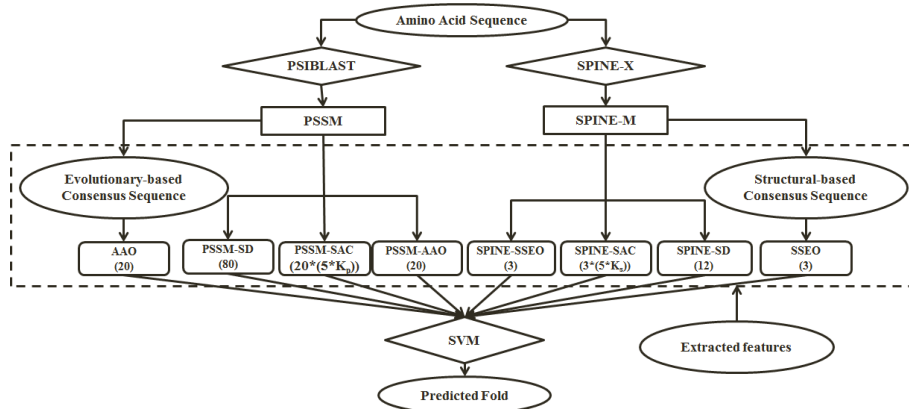 Amino Acid Sequence
PSIBLAST
SPINE-X
PSSM
SPINE-M
Evolutionary-based
Consensus Sequence
Structural-based
Consensus Sequence
AAO
(20)
PSSM-SD
(80)
PSSM-SAC
(20*(5*Kp))
PSSM-AAO
(20)
SPINE-SSEO
(3)
SPINE-SAC
(3*(5*Ks))
SPINE-SD
(12)
SSEO
(3)
SVM
Extracted features
Predicted Fold